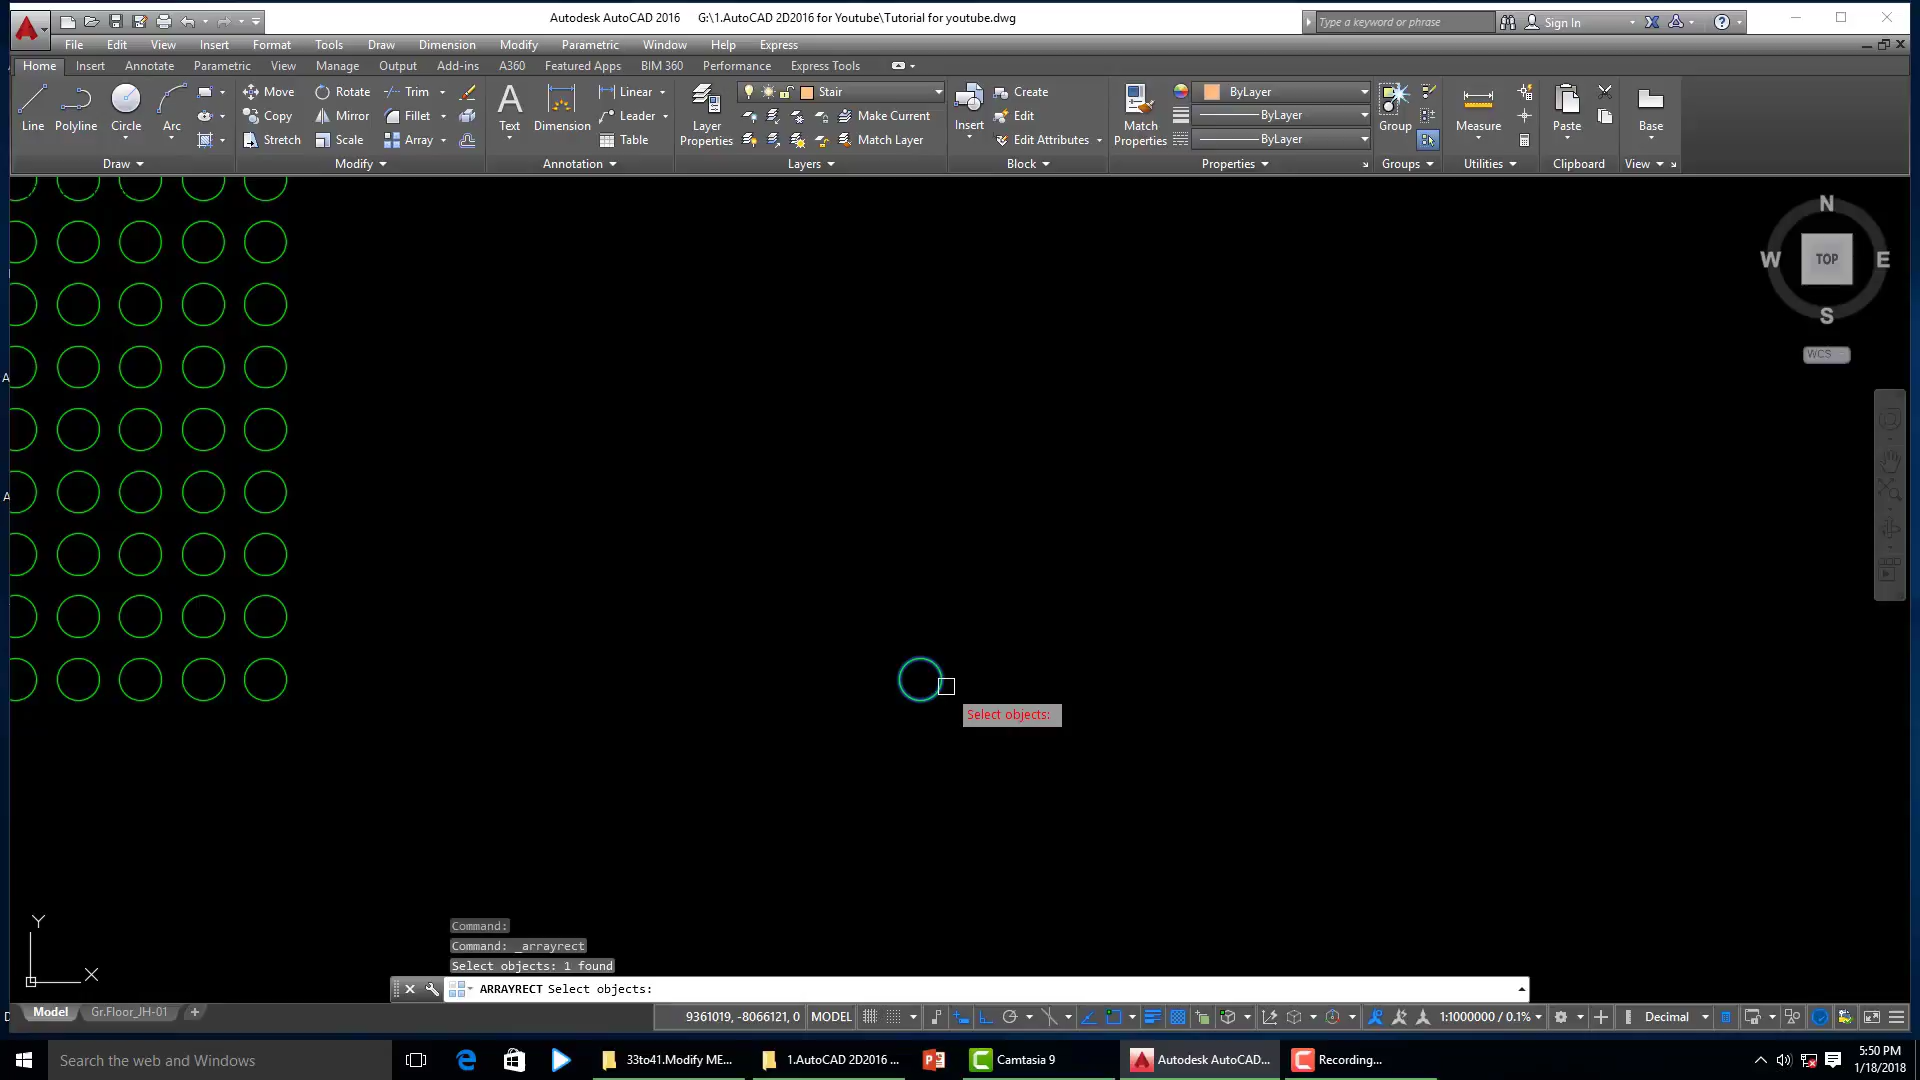 Autodesk AutoCAD 2016 G:\1.AutoCAD 2D2016 for Youtube\Tutorial for youtube.dwg
Type a keyword or phrase
Sign In
File Edit View Insert Format Tools Draw Dimension Modify Parametric Window Help Express
Home Insert Annotate Parametric View Manage Output Add-ins A360 Featured Apps BIM 360 Performance Express Tools
Move Rotate Trim Linear Stair Create ByLayer
Copy Mirror Fillet Leader Make Current Edit ByLayer
Line Polyline Circle Arc Text Dimension Layer Properties Insert Match Properties Group Measure Paste Base
Stretch Scale Array Table Match Layer Edit Attributes ByLayer
Draw Modify Annotation Layers Block Properties Groups Utilities Clipboard View
N
W TOP E
S
WCS
Select objects:
Y
X
Command:
Command: _arrayrect
Select objects: 1 found
ARRAYRECT Select objects:
Model Gr.Floor_JH-01 +
9361019, -8066121, 0 MODEL 1:1000000 / 0.1% Decimal
Search the web and Windows
33to41.Modify ME...
1.AutoCAD 2D2016 ...
Camtasia 9
Autodesk AutoCAD...
Recording...
5:50 PM
1/18/2018